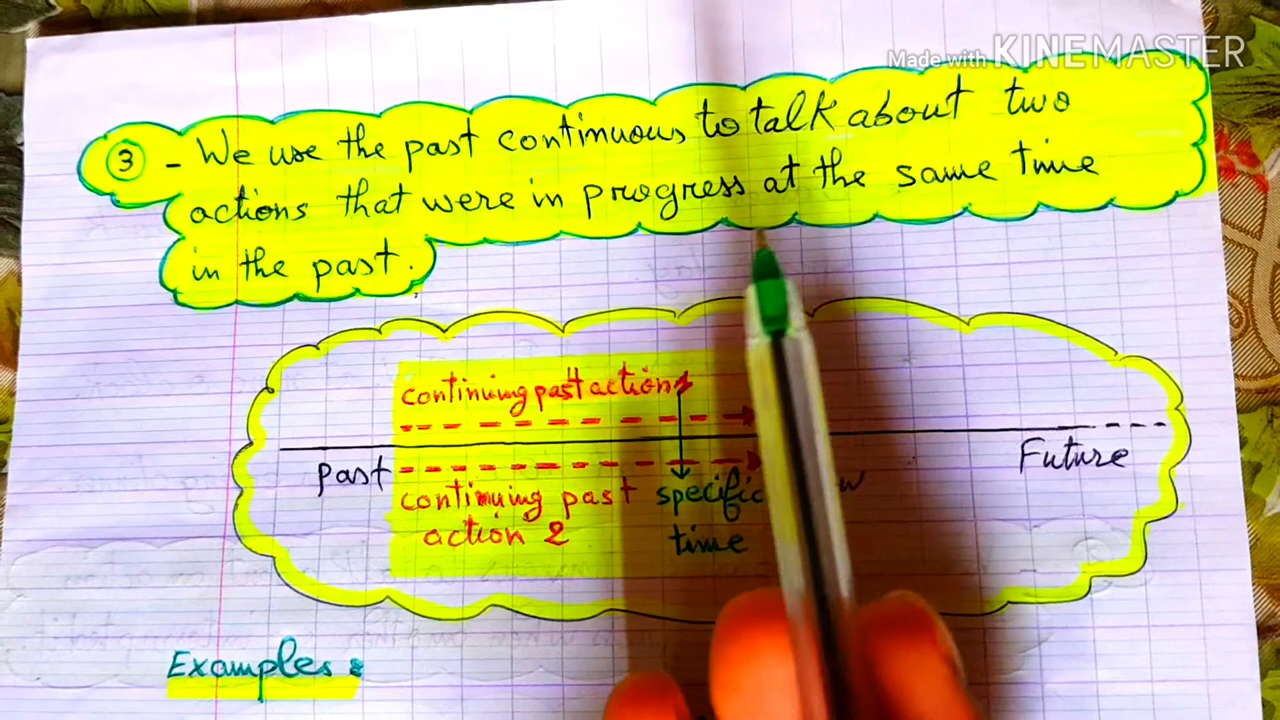 Made with KINEMASTER
3 - We use the past continuous to talk about two
actions that were in progress at the same time
in the past.
continuing past action 1
Past
Future
continuing past
action 2
specific
time
Examples: